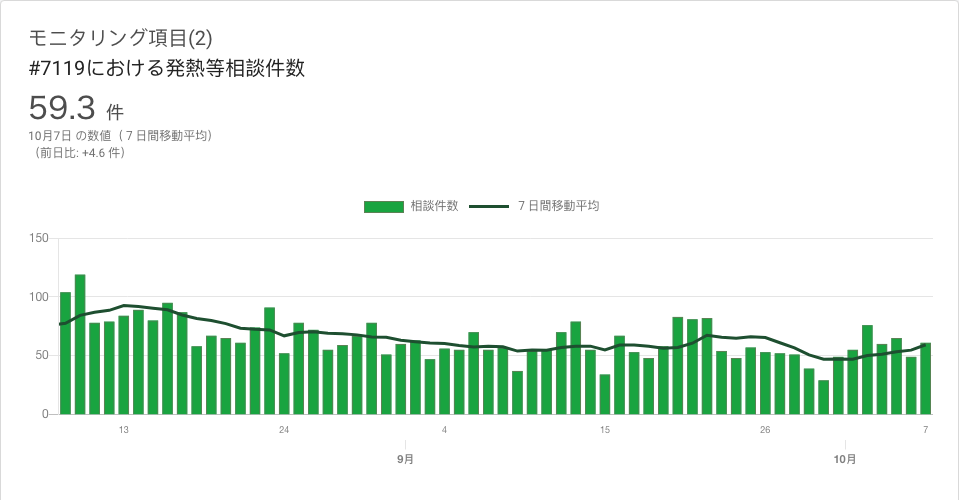 モニタリング項目(2)
#7119における発熱等相談件数
59.3 件
10月7日 の数値（７日間移動平均）
（前日比: +4.6 件）
相談件数 ７日間移動平均
150
100
50
0
13 24 4 15 26 7
9月 10月